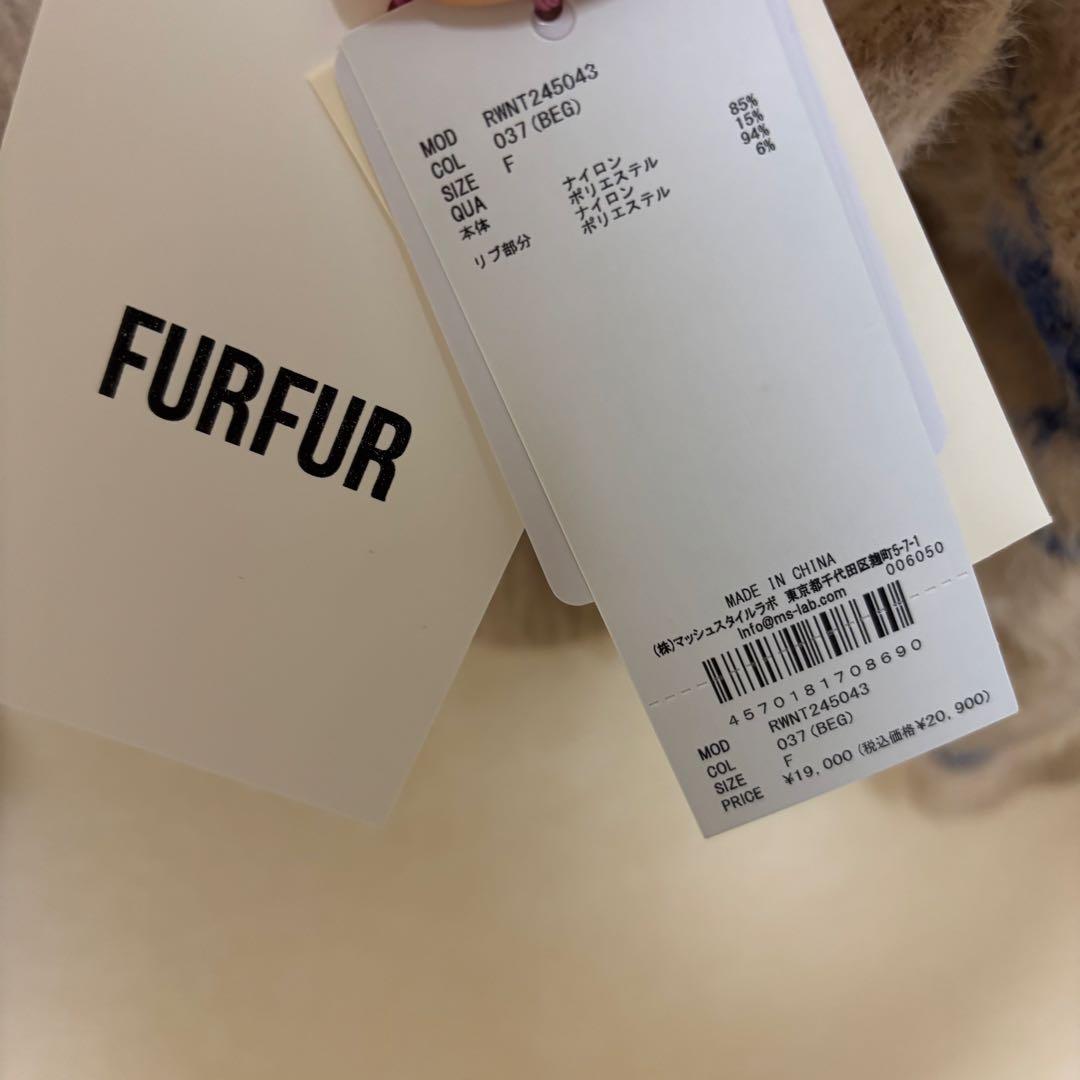 FURFUR
MOD RWNT245043
COL 037(BEG)
SIZE F
QUA
本体 ナイロン 85%
ポリエステル 15%
リブ部分 ナイロン 94%
ポリエステル 6%
MADE IN CHINA
(株)マッシュスタイルラボ 東京都千代田区麹町5-7-1
Info@ms-lab.com 006050
4570181708690
MOD RWNT245043
COL 037(BEG)
SIZE F
PRICE ¥19,000(税込価格¥20,900)